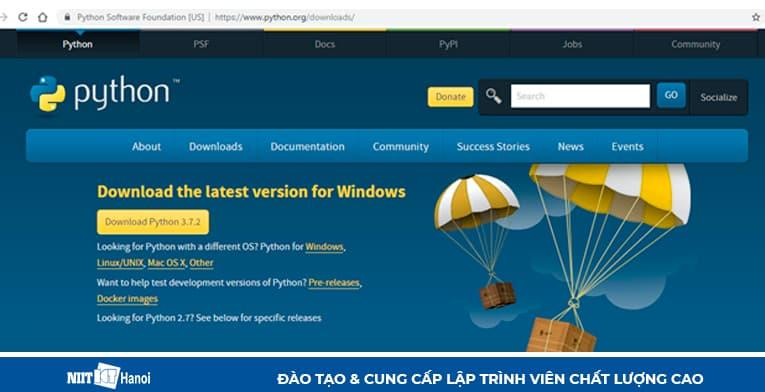 Python Software Foundation [US] | https://www.python.org/downloads/
Python PSF Docs PyPI Jobs Community
python™
Donate Search GO Socialize
About Downloads Documentation Community Success Stories News Events
Download the latest version for Windows
Download Python 3.7.2
Looking for Python with a different OS? Python for Windows,
Linux/UNIX, Mac OS X, Other
Want to help test development versions of Python? Pre-releases,
Docker images
Looking for Python 2.7? See below for specific releases
NIIT ICT Hanoi
ĐÀO TẠO & CUNG CẤP LẬP TRÌNH VIÊN CHẤT LƯỢNG CAO